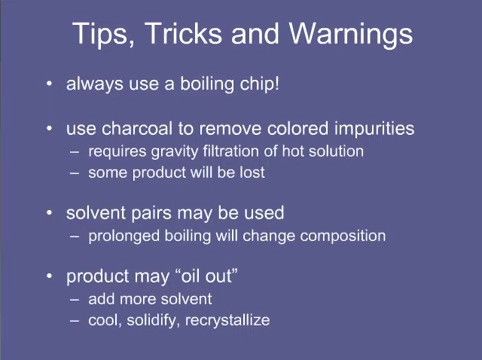 Tips, Tricks and Warnings
• always use a boiling chip!
• use charcoal to remove colored impurities
– requires gravity filtration of hot solution
– some product will be lost
• solvent pairs may be used
– prolonged boiling will change composition
• product may “oil out”
– add more solvent
– cool, solidify, recrystallize